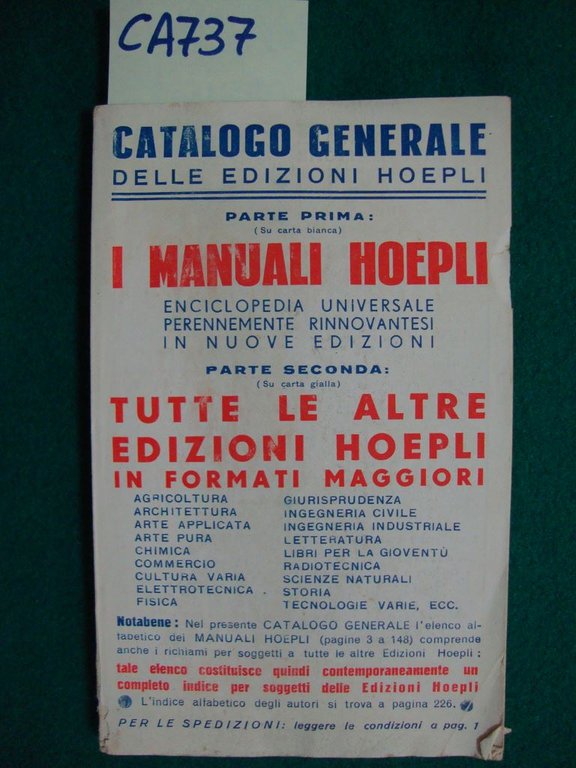 CA737
CATALOGO GENERALE
DELLE EDIZIONI HOEPLI
PARTE PRIMA:
(Su carta bianca)
I MANUALI HOEPLI
ENCICLOPEDIA UNIVERSALE
PERENNEMENTE RINNOVANTESI
IN NUOVE EDIZIONI
PARTE SECONDA:
(Su carta gialla)
TUTTE LE ALTRE
EDIZIONI HOEPLI
IN FORMATI MAGGIORI
AGRICOLTURA
ARCHITETTURA
ARTE APPLICATA
ARTE PURA
CHIMICA
COMMERCIO
CULTURA VARIA
ELETTROTECNICA
FISICA
GIURISPRUDENZA
INGEGNERIA CIVILE
INGEGNERIA INDUSTRIALE
LETTERATURA
LIBRI PER LA GIOVENTÙ
RADIOTECNICA
SCIENZE NATURALI
STORIA
TECNOLOGIE VARIE, ECC.
Notabene: Nel presente CATALOGO GENERALE l'elenco al-
fabetico dei MANUALI HOEPLI (pagine 3 a 148) comprende
anche i richiami per soggetti a tutte le altre Edizioni Hoepli:
tale elenco costituisce quindi contemporaneamente un
completo indice per soggetti delle Edizioni Hoepli
L'indice alfabetico degli autori si trova a pagina 226.
PER LE SPEDIZIONI: leggere le condizioni a pag. 1